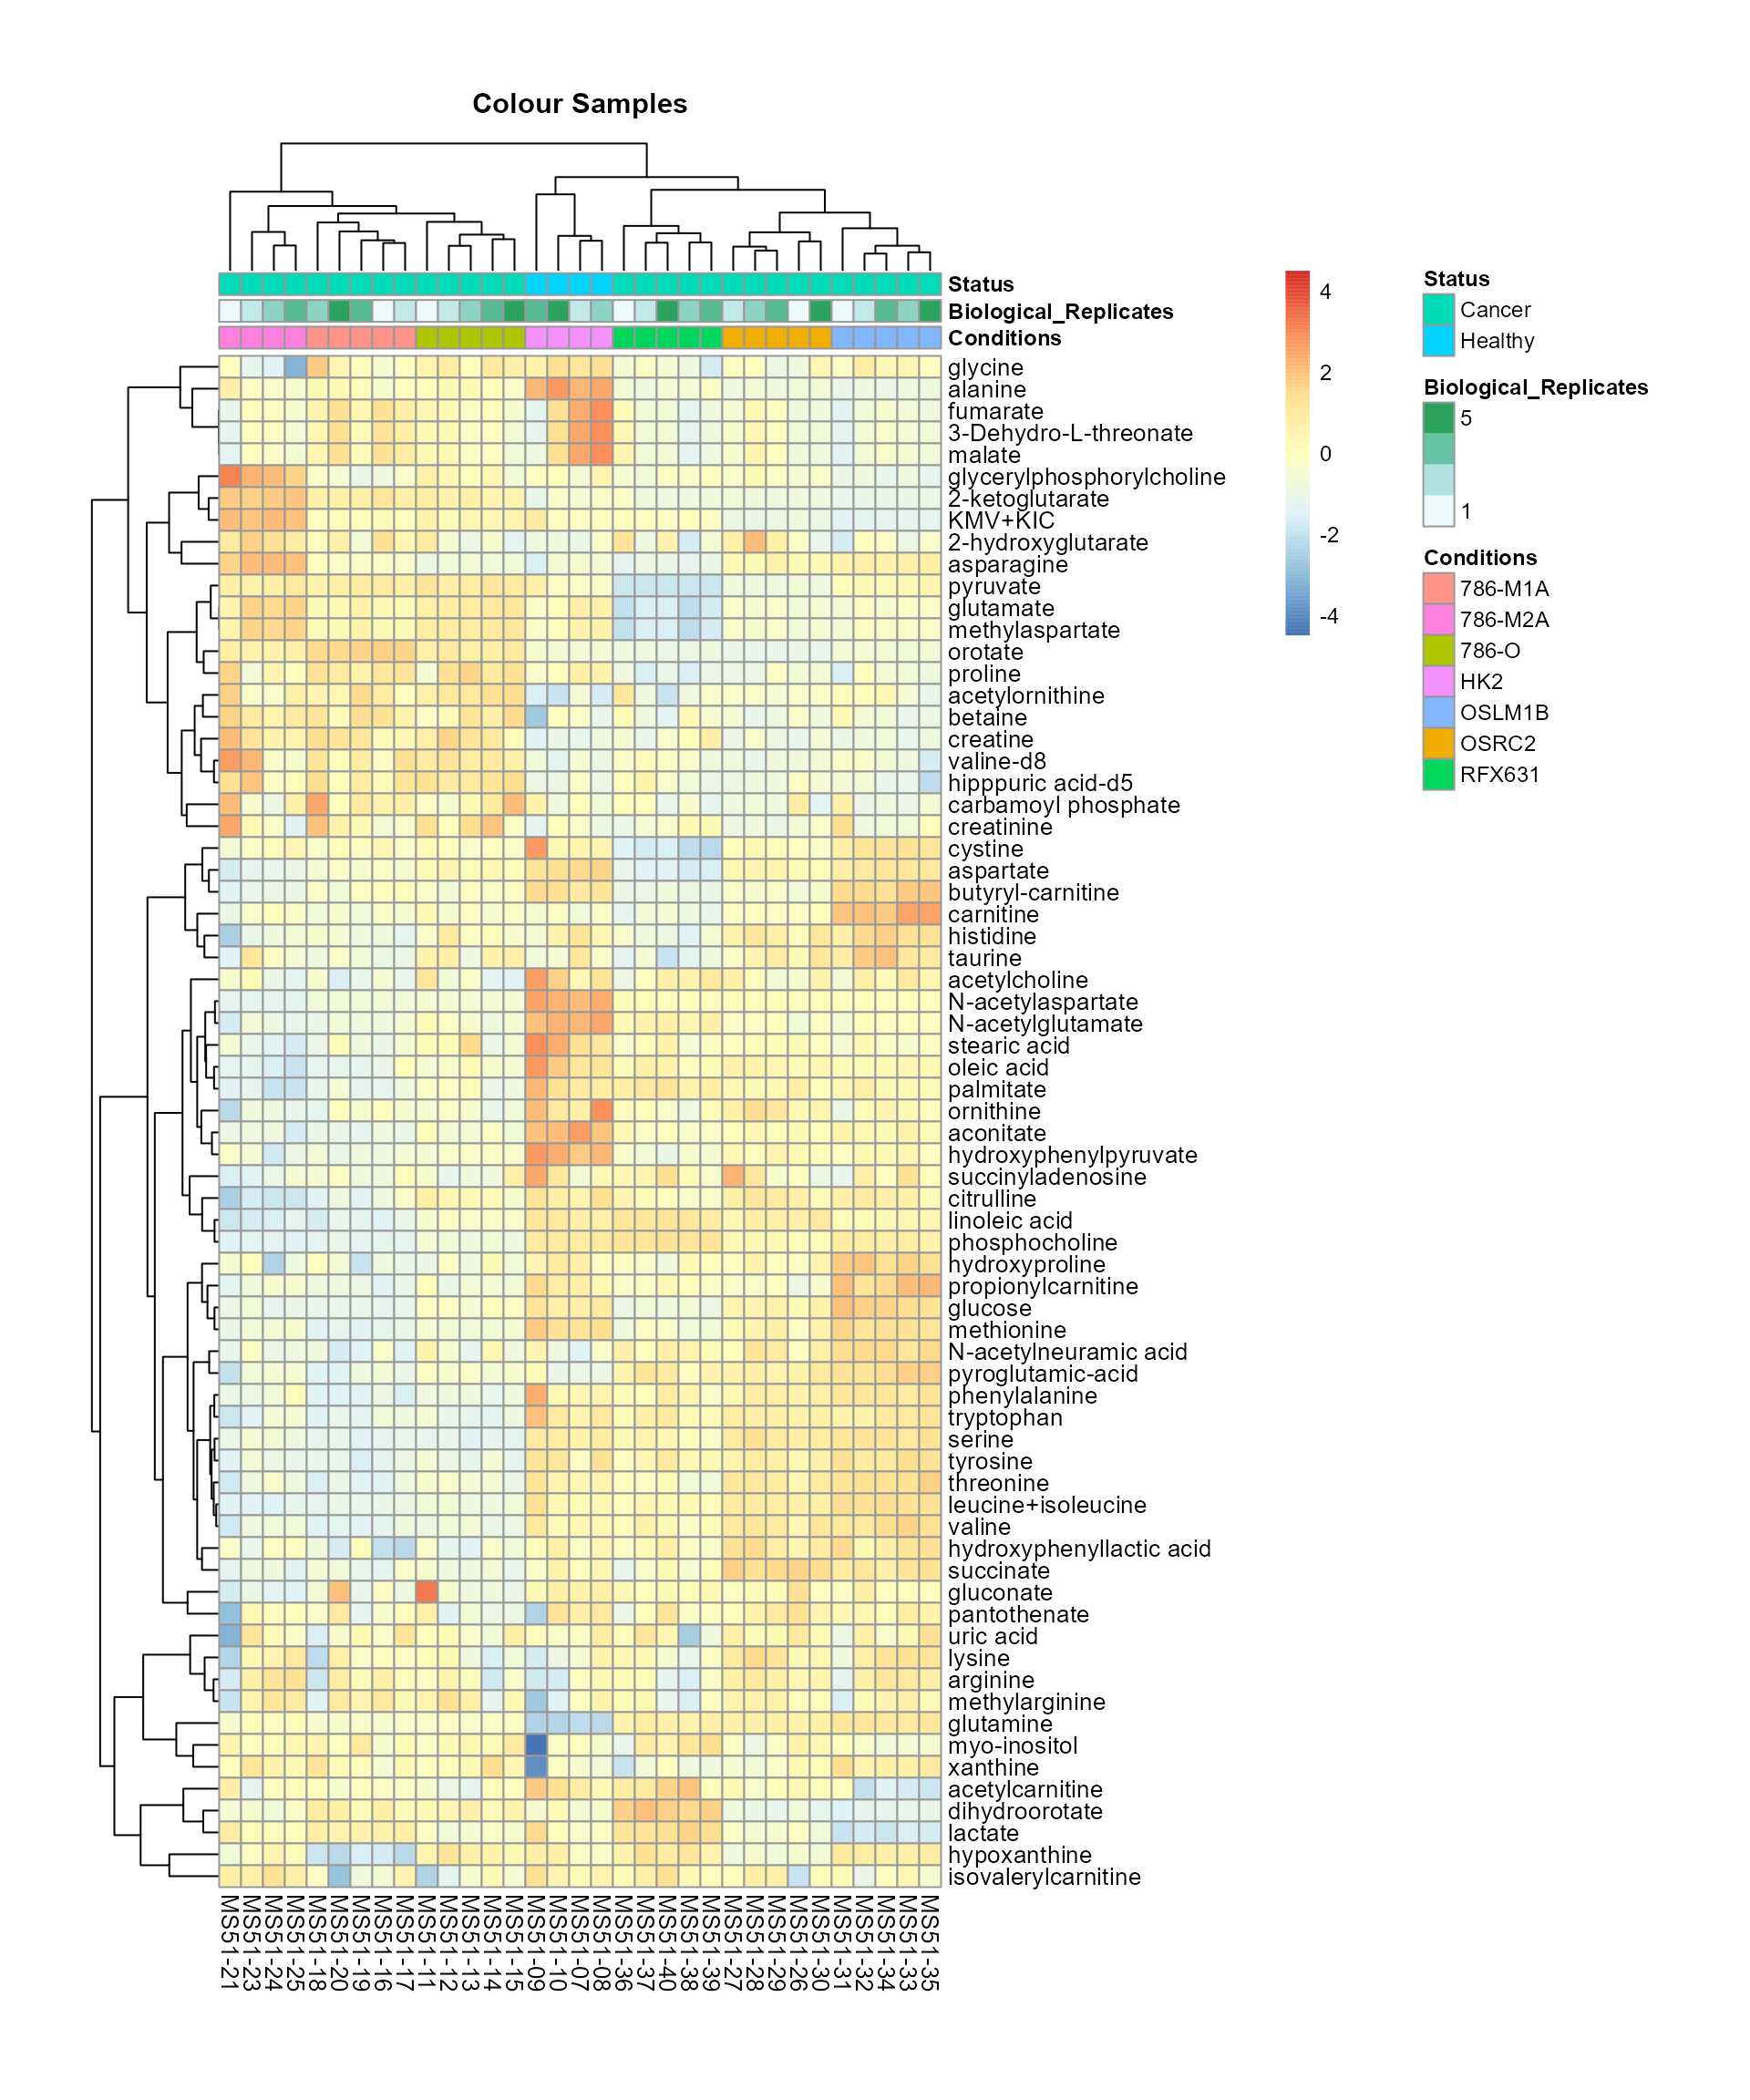 Colour Samples
Status
Biological_Replicates
Conditions
glycine
alanine
fumarate
3-Dehydro-L-threonate
malate
glycerylphosphorylcholine
2-ketoglutarate
KMV+KIC
2-hydroxyglutarate
asparagine
pyruvate
glutamate
methylaspartate
orotate
proline
acetylornithine
betaine
creatine
valine-d8
hipppuric acid-d5
carbamoyl phosphate
creatinine
cystine
aspartate
butyryl-carnitine
carnitine
histidine
taurine
acetylcholine
N-acetylaspartate
N-acetylglutamate
stearic acid
oleic acid
palmitate
ornithine
aconitate
hydroxyphenylpyruvate
succinyladenosine
citrulline
linoleic acid
phosphocholine
hydroxyproline
propionylcarnitine
glucose
methionine
N-acetylneuramic acid
pyroglutamic-acid
phenylalanine
tryptophan
serine
tyrosine
threonine
leucine+isoleucine
valine
hydroxyphenyllactic acid
succinate
gluconate
pantothenate
uric acid
lysine
arginine
methylarginine
glutamine
myo-inositol
xanthine
acetylcarnitine
dihydroorotate
lactate
hypoxanthine
isovalerylcarnitine
MS51-21
MS51-23
MS51-24
MS51-25
MS51-18
MS51-20
MS51-19
MS51-16
MS51-17
MS51-11
MS51-12
MS51-13
MS51-14
MS51-15
MS51-09
MS51-10
MS51-07
MS51-08
MS51-36
MS51-37
MS51-40
MS51-38
MS51-39
MS51-27
MS51-28
MS51-29
MS51-26
MS51-30
MS51-31
MS51-32
MS51-34
MS51-33
MS51-35
4
2
0
-2
-4
Status
Cancer
Healthy
Biological_Replicates
5
1
Conditions
786-M1A
786-M2A
786-O
HK2
OSLM1B
OSRC2
RFX631